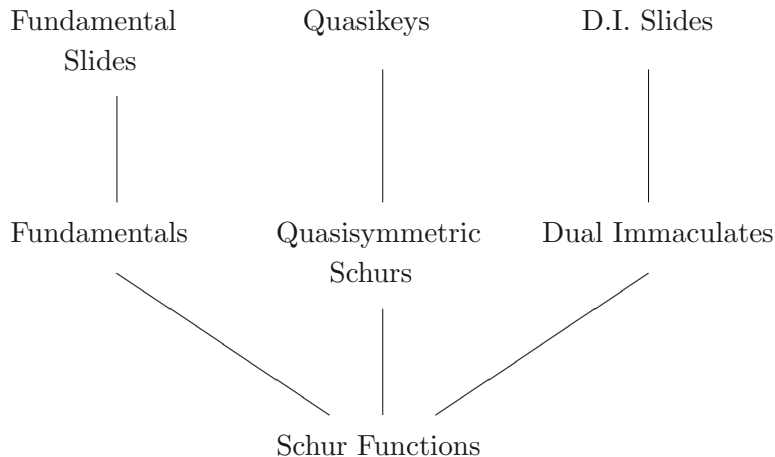 Fundamental
Slides
Quasikeys
D.I. Slides
Fundamentals
Quasisymmetric
Schurs
Dual Immaculates
Schur Functions